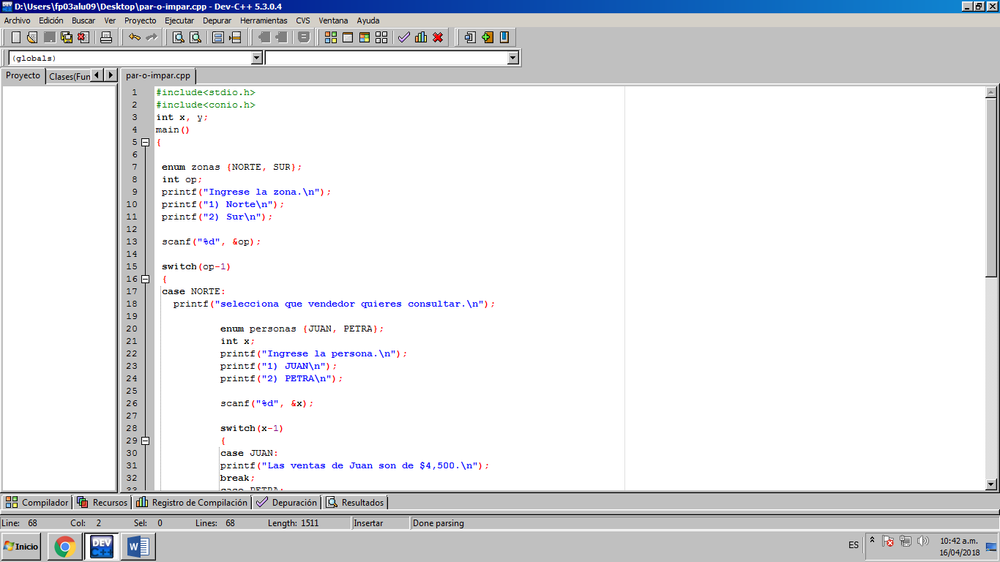 D:\Users\fp03alu09\Desktop\par-o-impar.cpp - Dev-C++ 5.3.0.4
Archivo Edición Buscar Ver Proyecto Ejecutar Depurar Herramientas CVS Ventana Ayuda
(globals)
Proyecto Clases(Fun par-o-impar.cpp
1 #include<stdio.h>
2 #include<conio.h>
3 int x, y;
4 main()
5 {
6
7 enum zonas {NORTE, SUR};
8 int op;
9 printf("Ingrese la zona.\n");
10 printf("1) Norte\n");
11 printf("2) Sur\n");
12
13 scanf("%d", &op);
14
15 switch(op-1)
16 {
17 case NORTE:
18 printf("selecciona que vendedor quieres consultar.\n");
19
20 enum personas {JUAN, PETRA};
21 int x;
22 printf("Ingrese la persona.\n");
23 printf("1) JUAN\n");
24 printf("2) PETRA\n");
25
26 scanf("%d", &x);
27
28 switch(x-1)
29 {
30 case JUAN:
31 printf("Las ventas de Juan son de $4,500.\n");
32 break;
33 case PETRA:
Compilador Recursos Registro de Compilación Depuración Resultados
Line: 68 Col: 2 Sel: 0 Lines: 68 Length: 1511 Insertar Done parsing
Inicio DEV C++ W ES 10:42 a.m.
16/04/2018